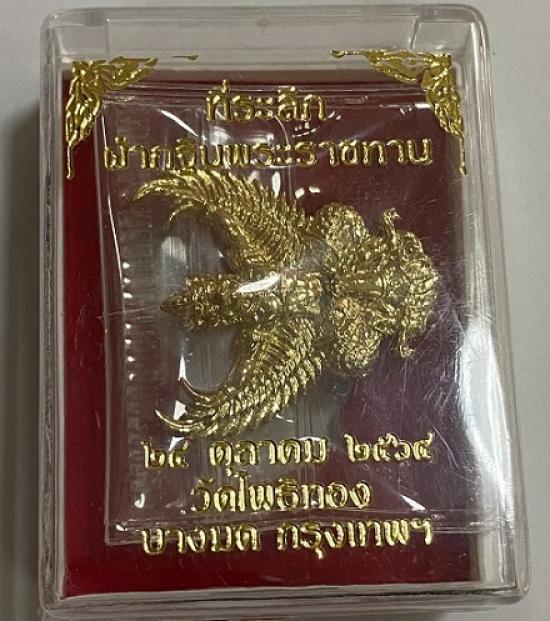 ที่ระลึก
ผ้ากฐินพระราชทาน
๒๔ ตุลาคม ๒๕๖๔
วัดโพธิทอง
บางมด กรุงเทพฯ